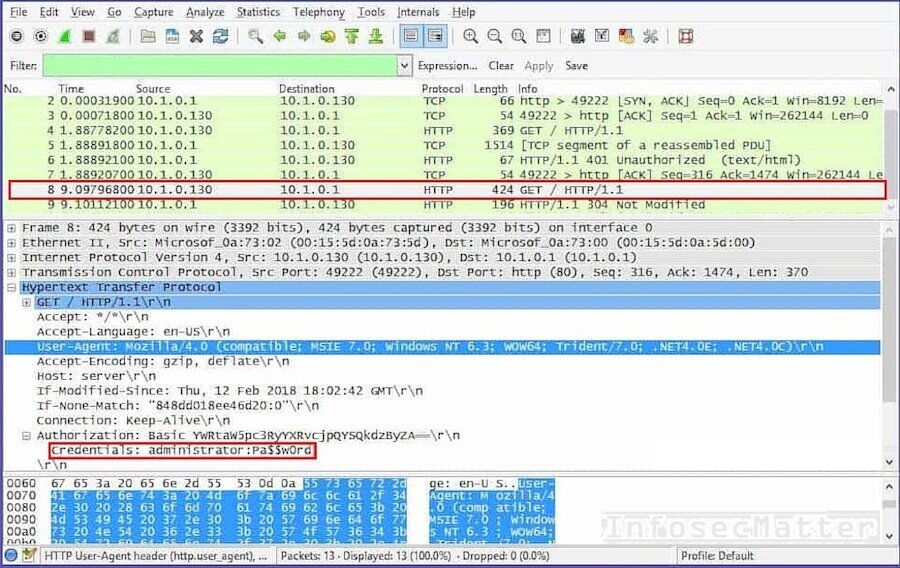 File Edit View Go Capture Analyze Statistics Telephony Tools Internals Help
Filter: Expression... Clear Apply Save
No. Time Source Destination Protocol Length Info
2 0.00031900 10.1.0.1 10.1.0.130 TCP 66 http > 49222 [SYN, ACK] Seq=0 Ack=1 Win=8192 Len=
3 0.00071800 10.1.0.130 10.1.0.1 TCP 54 49222 > http [ACK] Seq=1 Ack=1 Win=262144 Len=0
4 1.88778200 10.1.0.130 10.1.0.1 HTTP 369 GET / HTTP/1.1
5 1.88891800 10.1.0.1 10.1.0.130 TCP 1514 [TCP segment of a reassembled PDU]
6 1.88892100 10.1.0.1 10.1.0.130 HTTP 67 HTTP/1.1 401 Unauthorized (text/html)
7 1.88920700 10.1.0.130 10.1.0.1 TCP 54 49222 > http [ACK] Seq=316 Ack=1474 Win=262144 Le
8 9.09796800 10.1.0.130 10.1.0.1 HTTP 424 GET / HTTP/1.1
9 9.10112100 10.1.0.1 10.1.0.130 HTTP 196 HTTP/1.1 304 Not Modified
Frame 8: 424 bytes on wire (3392 bits), 424 bytes captured (3392 bits) on interface 0
Ethernet II, Src: Microsof_0a:73:02 (00:15:5d:0a:73:5d), Dst: Microsof_0a:73:00 (00:15:5d:0a:5d:00)
Internet Protocol Version 4, Src: 10.1.0.130 (10.1.0.130), Dst: 10.1.0.1 (10.1.0.1)
Transmission Control Protocol, Src Port: 49222 (49222), Dst Port: http (80), Seq: 316, Ack: 1474, Len: 370
Hypertext Transfer Protocol
GET / HTTP/1.1\r\n
Accept: */*\r\n
Accept-Language: en-US\r\n
User-Agent: Mozilla/4.0 (compatible; MSIE 7.0; Windows NT 6.3; WOW64; Trident/7.0; .NET4.0E; .NET4.0C)\r\n
Accept-Encoding: gzip, deflate\r\n
Host: server\r\n
If-Modified-Since: Thu, 12 Feb 2018 18:02:42 GMT\r\n
If-None-Match: "848dd018ee46d20:0"\r\n
Connection: Keep-Alive\r\n
Authorization: Basic YWRtaW5pc3RyYXRvcjpQYSQkdzByZA==\r\n
Credentials: administrator:Pa$$w0rd
\r\n
0060 67 65 3a 20 65 6e 2d 55 53 0d 0a 55 73 65 72 2d ge: en-U S..User-
0070 41 67 65 6e 74 3a 20 4d 6f 7a 69 6c 6c 61 2f 34 Agent: M ozilla/4
0080 2e 30 20 28 63 6f 6d 70 61 74 69 62 6c 65 3b 20 .0 (comp atible;
0090 4d 53 49 45 20 37 2e 30 3b 20 57 69 6e 64 6f 77 MSIE 7.0 ; Window
00a0 73 20 4e 54 20 36 2e 33 3b 20 57 4f 57 36 34 3b s NT 6.3 ; WOW64;
InfosecMatter
HTTP User-Agent header (http.user_agent), ... Packets: 13 · Displayed: 13 (100.0%) · Dropped: 0 (0.0%) Profile: Default